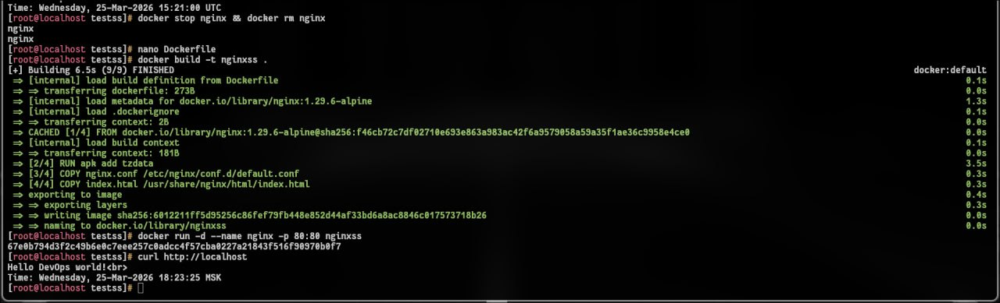 Time: Wednesday, 25-Mar-2026 15:21:00 UTC
[root@localhost testss]# docker stop nginx && docker rm nginx
nginx
nginx
[root@localhost testss]# nano Dockerfile
[root@localhost testss]# docker build -t nginxss .
[+] Building 6.5s (9/9) FINISHED docker:default
=> [internal] load build definition from Dockerfile 0.1s
=> => transferring dockerfile: 273B 0.0s
=> [internal] load metadata for docker.io/library/nginx:1.29.6-alpine 1.3s
=> [internal] load .dockerignore 0.1s
=> => transferring context: 2B 0.0s
=> CACHED [1/4] FROM docker.io/library/nginx:1.29.6-alpine@sha256:f46cb72c7df02710e693e863a983ac42f6a9579058a59a35f1ae36c9958e4ce0 0.0s
=> [internal] load build context 0.1s
=> => transferring context: 181B 0.0s
=> [2/4] RUN apk add tzdata 3.5s
=> [3/4] COPY nginx.conf /etc/nginx/conf.d/default.conf 0.3s
=> [4/4] COPY index.html /usr/share/nginx/html/index.html 0.3s
=> exporting to image 0.4s
=> => exporting layers 0.3s
=> => writing image sha256:6012211ff5d95256c86fef79fb448e852d44af33bd6a8ac8846c017573718b26 0.0s
=> => naming to docker.io/library/nginxss 0.0s
[root@localhost testss]# docker run -d --name nginx -p 80:80 nginxss
67e0b794d3f2c49b6e0c7eee257c0adcc4f57cba0227a21843f516f90970b0f7
[root@localhost testss]# curl http://localhost
Hello DevOps world!<br>
Time: Wednesday, 25-Mar-2026 18:23:25 MSK
[root@localhost testss]#